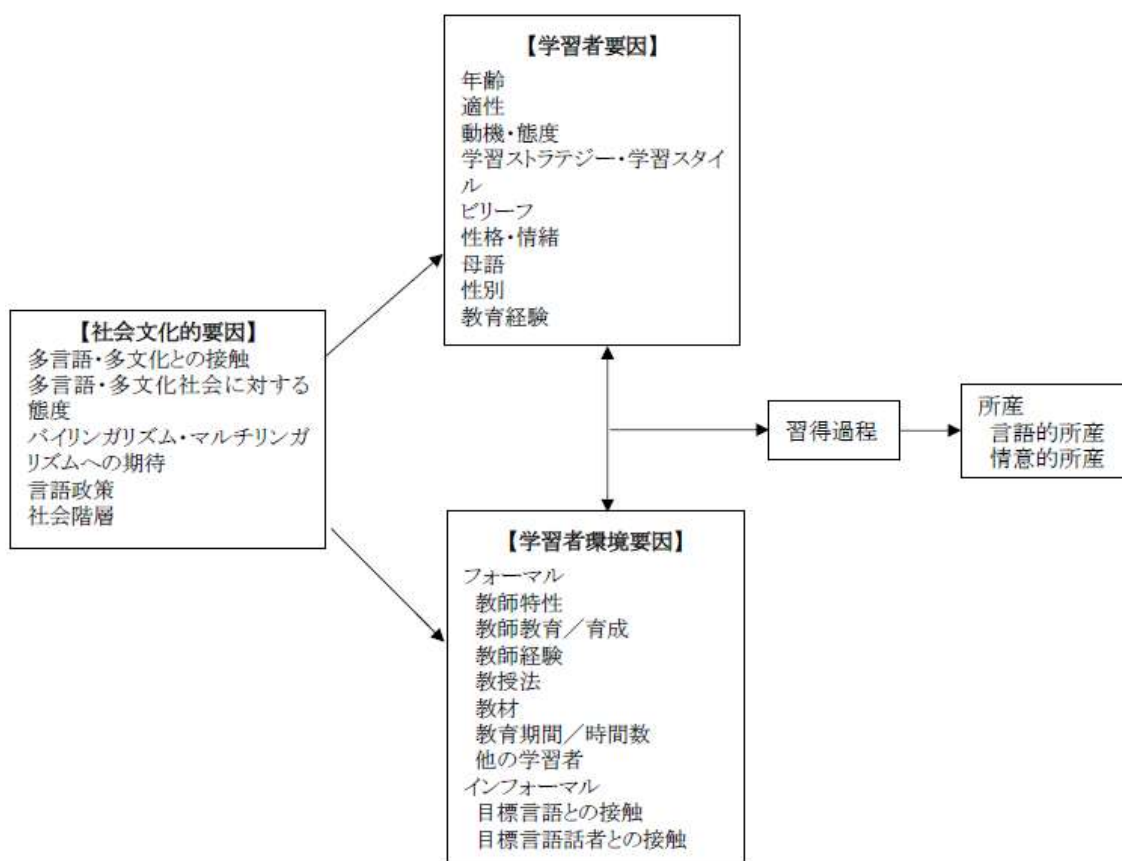 【学習者要因】
年齢
適性
動機・態度
学習ストラテジー・学習スタイ
ル
ビリーフ
性格・情緒
母語
性別
教育経験
【社会文化的要因】
多言語・多文化との接触
多言語・多文化社会に対する
態度
バイリンガリズム・マルチリンガ
リズムへの期待
言語政策
社会階層
習得過程
所産
言語的所産
情意的所産
【学習者環境要因】
フォーマル
教師特性
教師教育／育成
教師経験
教授法
教材
教育期間／時間数
他の学習者
インフォーマル
目標言語との接触
目標言語話者との接触